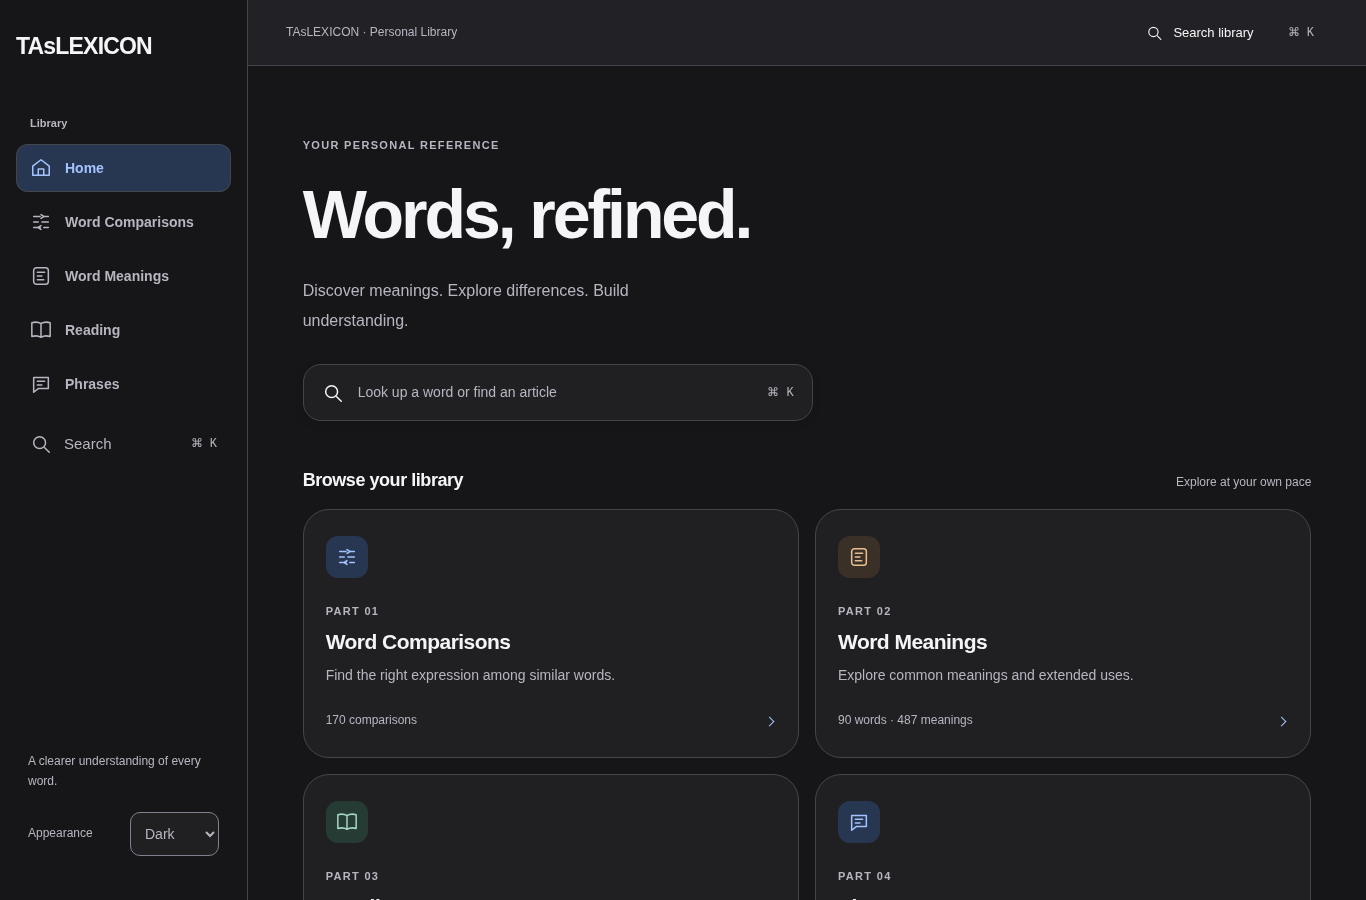 TAsLEXICON
Library
Home
Word Comparisons
Word Meanings
Reading
Phrases
Search ⌘ K
A clearer understanding of every
word.
Appearance Dark
TAsLEXICON · Personal Library
Search library ⌘ K
YOUR PERSONAL REFERENCE
Words, refined.
Discover meanings. Explore differences. Build
understanding.
Look up a word or find an article ⌘ K
Browse your library
Explore at your own pace
PART 01
Word Comparisons
Find the right expression among similar words.
170 comparisons
PART 02
Word Meanings
Explore common meanings and extended uses.
90 words · 487 meanings
PART 03
PART 04